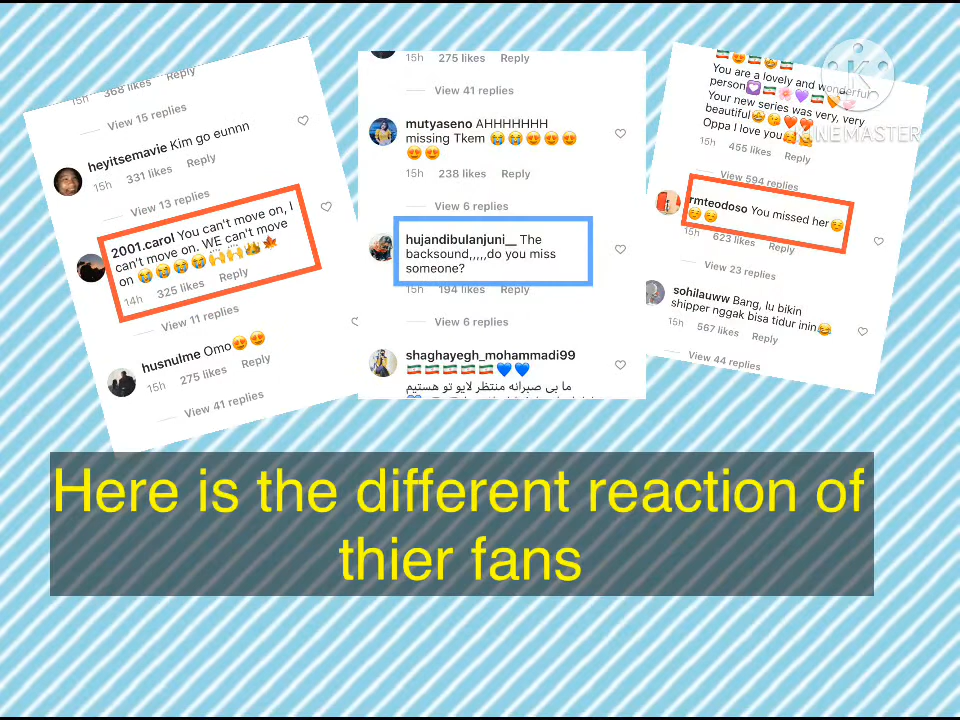 15h 368 likes Reply
View 15 replies
heyitsemavie Kim go eunnn
15h 331 likes Reply
View 13 replies
2001.carol You can't move on, I
can't move on. WE can't move
on 😭😭😭😭🙌🙌👑🍁
14h 325 likes Reply
View 11 replies
husnulme Omo😍😍
15h 275 likes Reply
View 41 replies
15h 275 likes Reply
View 41 replies
mutyaseno AHHHHHHH
missing Tkem 😭😭😍😍😍
😍😍
15h 238 likes Reply
View 6 replies
hujandibulanjuni__ The
backsound,,,,,do you miss
someone?
15h 194 likes Reply
View 6 replies
shaghayegh_mohammadi99
🇮🇷🇮🇷🇮🇷🇮🇷🇮🇷💙💙
ما بی صبرانه منتظر لایو تو هستیم
You are a lovely and wonderful
person
Your new series was very, very
beautiful
Oppa I love you
15h 455 likes Reply
View 594 replies
rmteodoso You missed her☺️
☺️☺️
15h 623 likes Reply
View 23 replies
sohilauww Bang, lu bikin
shipper nggak bisa tidur inin😂
15h 567 likes Reply
View 44 replies
KINEMASTER
Here is the different reaction of
thier fans